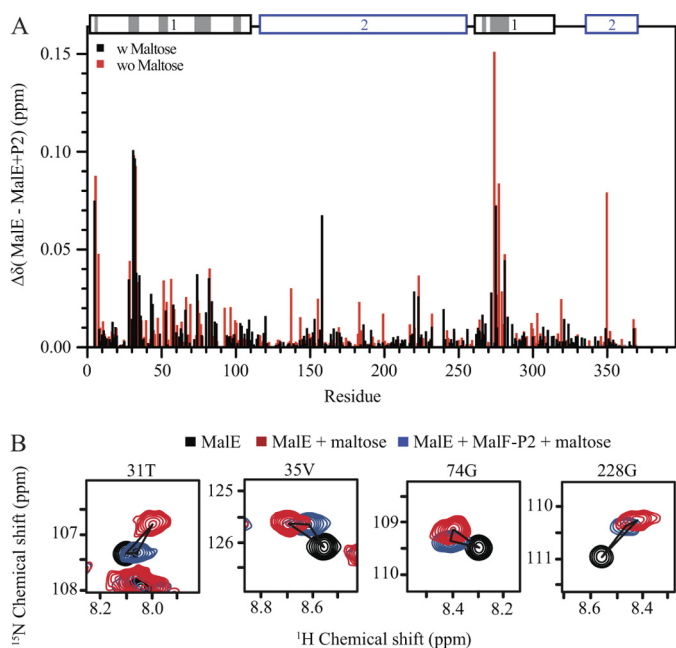 A
1 2 1 2
w Maltose
wo Maltose
Δδ( MalE - MalE+P2) (ppm)
0.15
0.10
0.05
0.00
0 50 100 150 200 250 300 350
Residue
B
MalE MalE + maltose MalE + MalF-P2 + maltose
31T 35V 74G 228G
¹⁵N Chemical shift (ppm)
107
108
125
126
109
110
110
111
8.2 8.0 8.8 8.6 8.4 8.2 8.6 8.4
¹H Chemical shift (ppm)